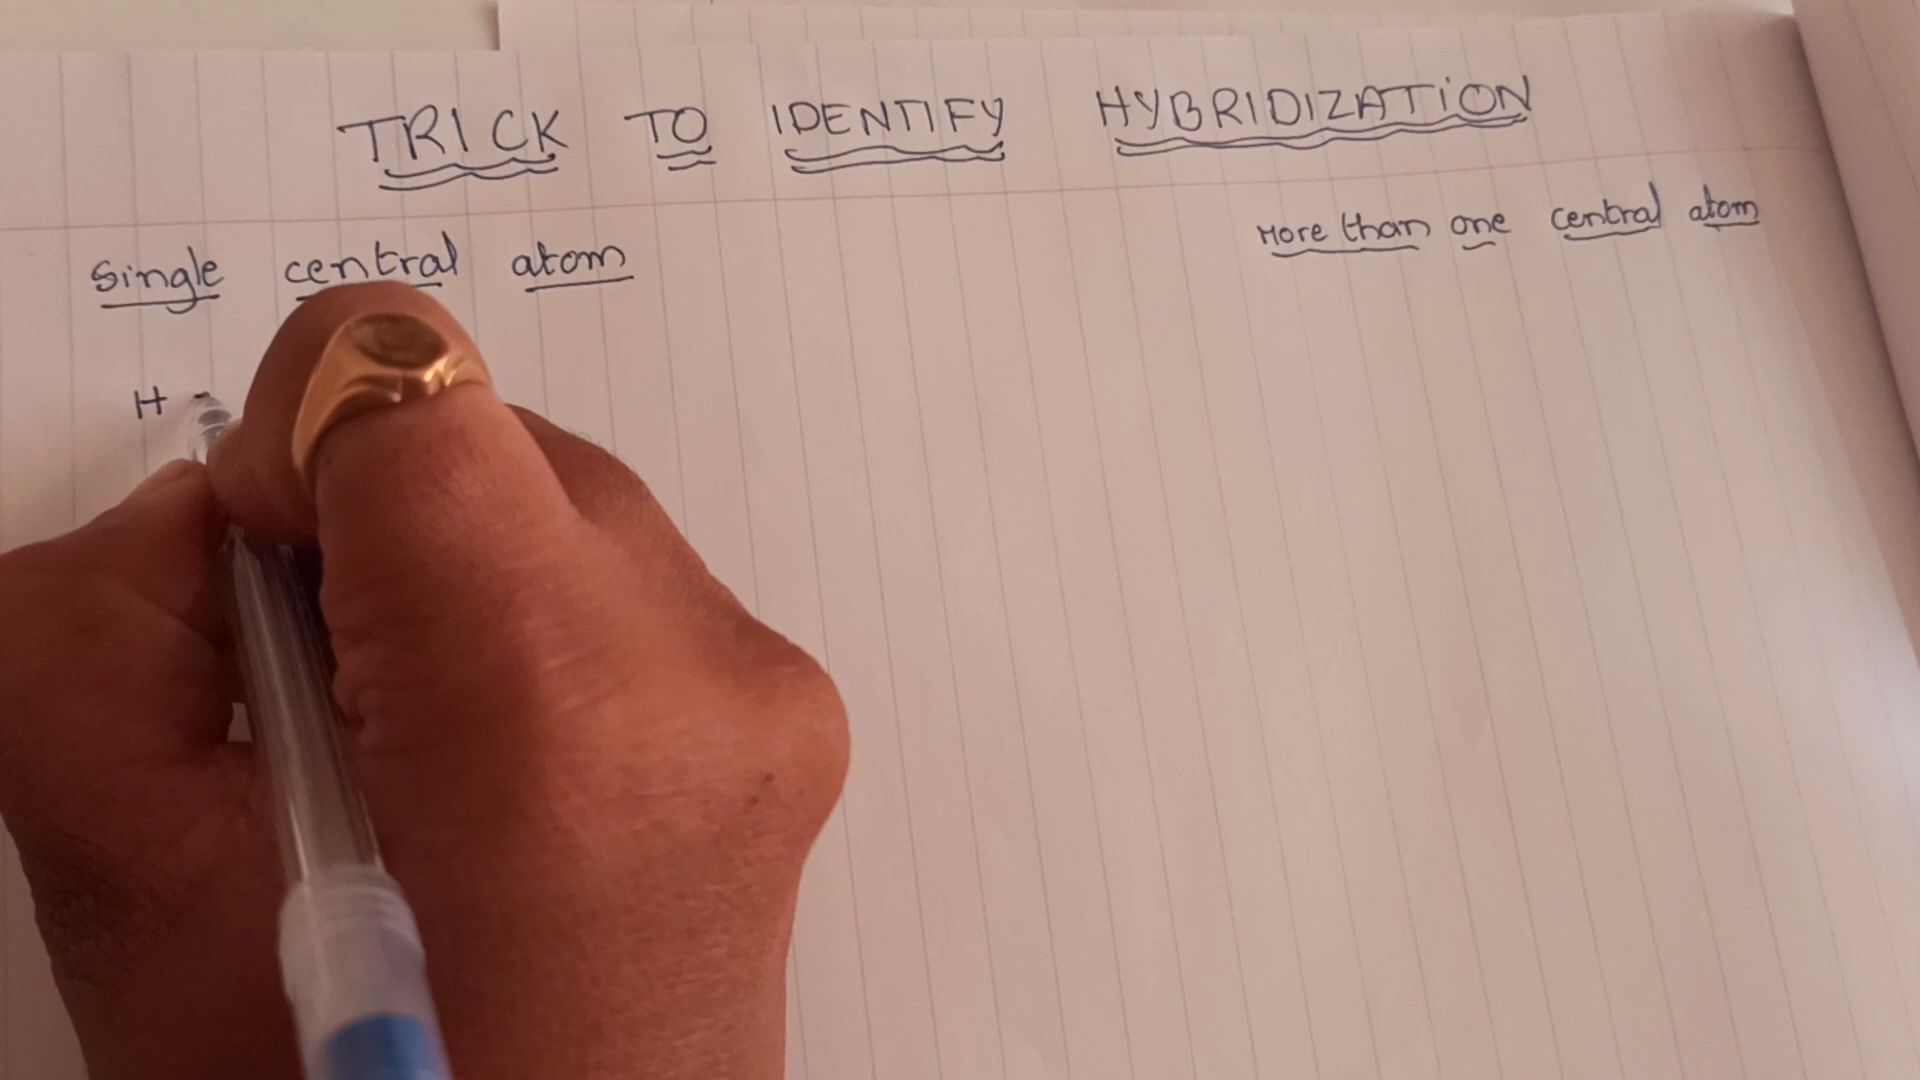 TRICK TO IDENTIFY HYBRIDIZATION
Single central atom
More than one central atom
H